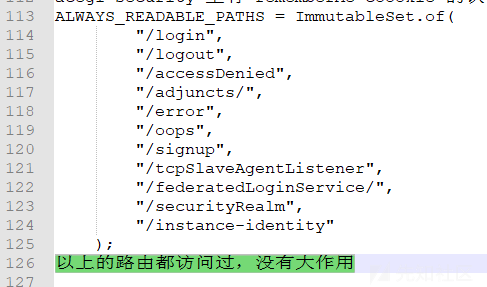 113 ALWAYS_READABLE_PATHS = ImmutableSet.of(
114 "/login",
115 "/logout",
116 "/accessDenied",
117 "/adjuncts/",
118 "/error",
119 "/oops",
120 "/signup",
121 "/tcpSlaveAgentListener",
122 "/federatedLoginService/",
123 "/securityRealm",
124 "/instance-identity"
125 );
126 以上的路由都访问过，没有大作用
127